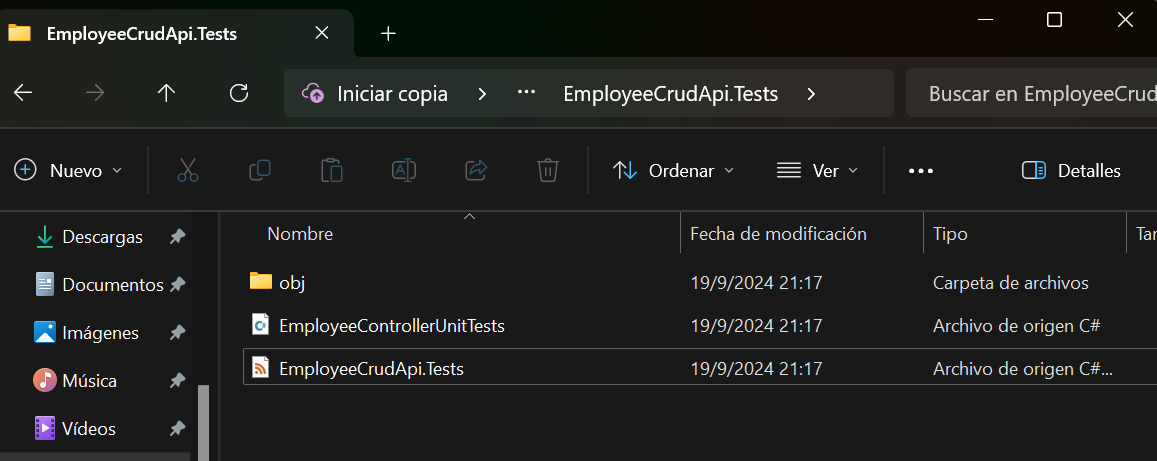 EmployeeCrudApi.Tests
Iniciar copia > ... EmployeeCrudApi.Tests >
Buscar en EmployeeCrud
Nuevo
Ordenar
Ver
Detalles
Descargas
Documentos
Imágenes
Música
Vídeos
Nombre Fecha de modificación Tipo Tar
obj 19/9/2024 21:17 Carpeta de archivos
EmployeeControllerUnitTests 19/9/2024 21:17 Archivo de origen C#
EmployeeCrudApi.Tests 19/9/2024 21:17 Archivo de origen C#...